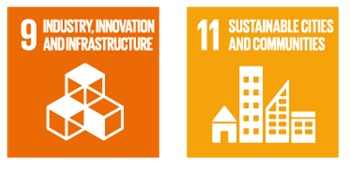 9 INDUSTRY, INNOVATION
AND INFRASTRUCTURE
11 SUSTAINABLE CITIES
AND COMMUNITIES